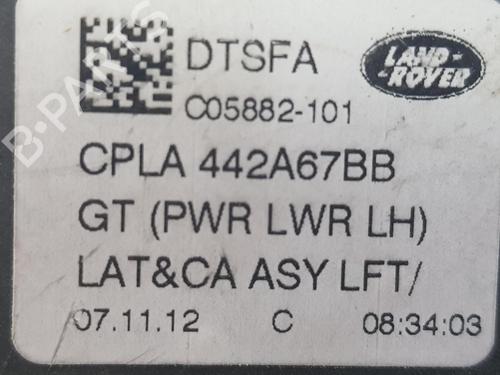 DTSFA
LAND-
-ROVER
C05882-101
CPLA 442A67BB
GT (PWR LWR LH)
LAT&CA ASY LFT/
07.11.12 C 08:34:03
B-PARTS